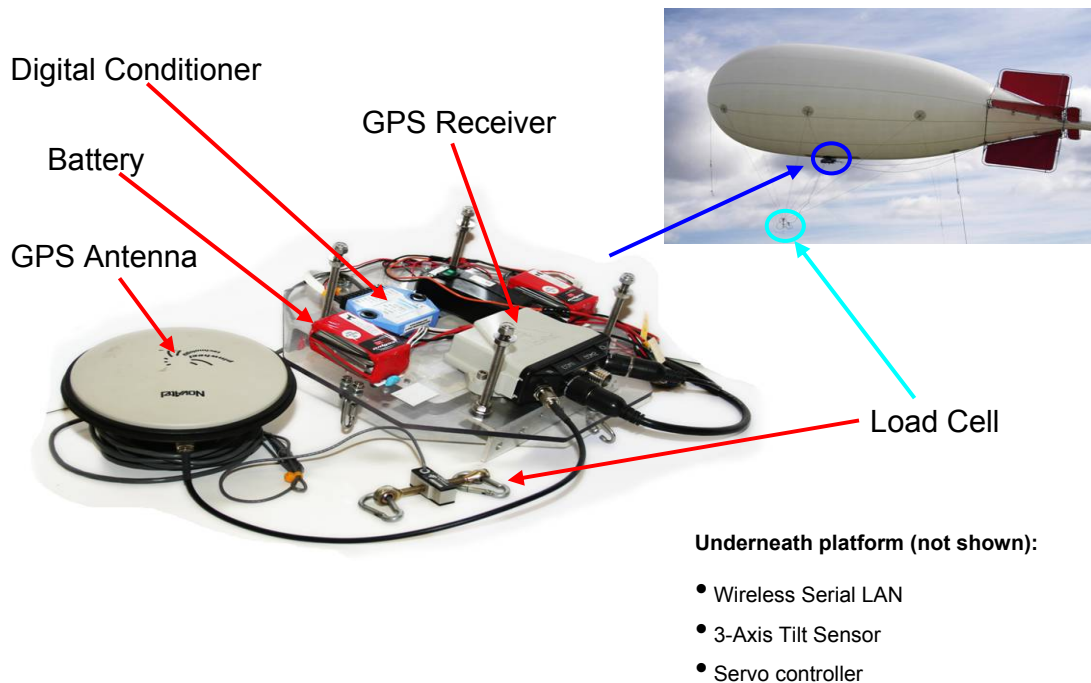 Digital Conditioner
GPS Receiver
Battery
GPS Antenna
NovAtel
Load Cell
Underneath platform (not shown):
• Wireless Serial LAN
• 3-Axis Tilt Sensor
• Servo controller